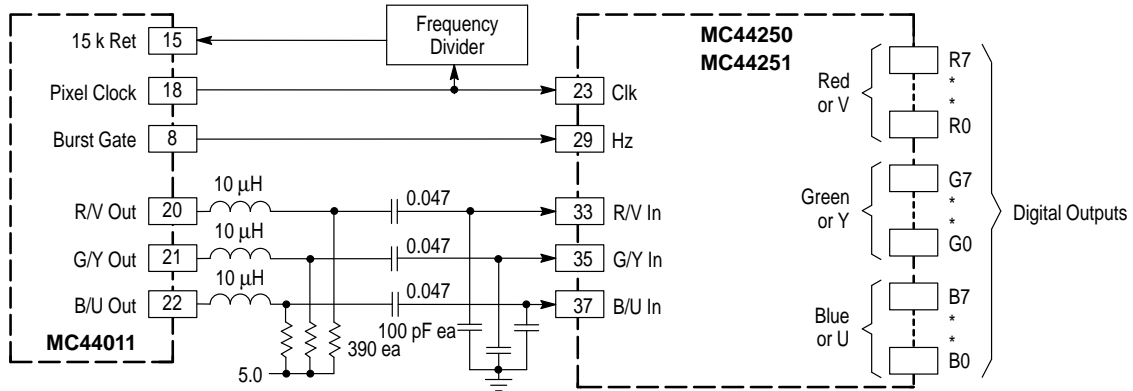 15 k Ret
15
Frequency
Divider
MC44250
MC44251
Pixel Clock
18
23
Clk
Burst Gate
8
29
Hz
R/V Out
20
10 μH
0.047
33
R/V In
G/Y Out
21
10 μH
0.047
35
G/Y In
B/U Out
22
10 μH
0.047
37
B/U In
MC44011
5.0
390 ea
100 pF ea
Red
or V
R7
*
*
R0
Green
or Y
G7
*
*
G0
Blue
or U
B7
*
*
B0
Digital Outputs